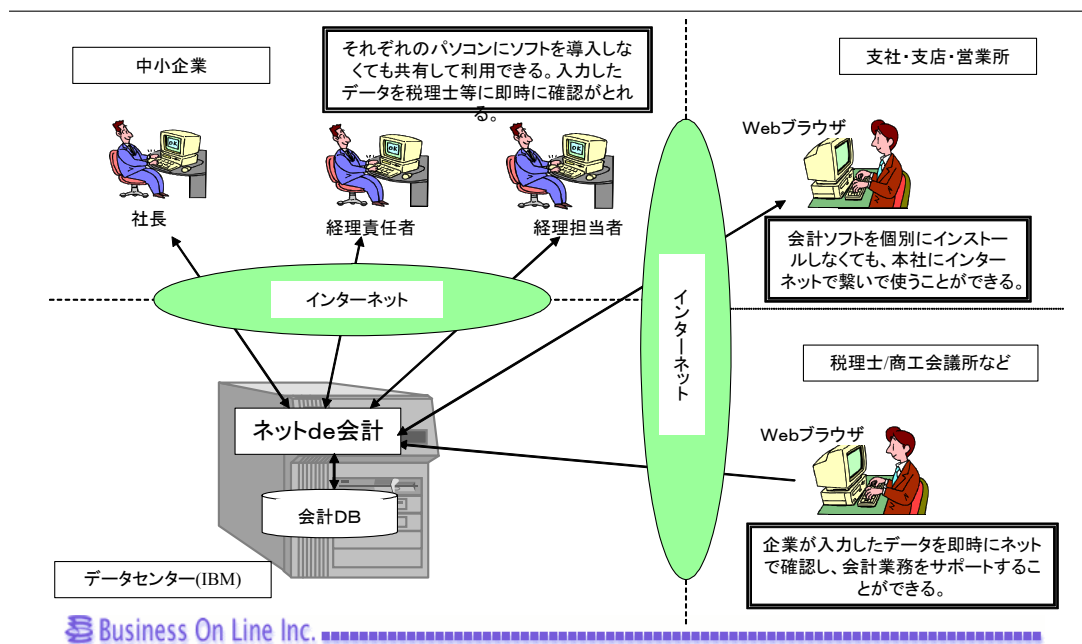 中小企業
それぞれのパソコンにソフトを導入しな
くても共有して利用できる。入力した
データを税理士等に即時に確認がとれ
る。
OK
OK
OK
社長
経理責任者
経理担当者
支社・支店・営業所
Webブラウザ
会計ソフトを個別にインストー
ルしなくても、本社にインター
ネットで繋いで使うことができる。
インターネット
インターネット
税理士/商工会議所など
Webブラウザ
企業が入力したデータを即時にネット
で確認し、会計業務をサポートするこ
とができる。
ネットde会計
会計DB
データセンター(IBM)
Business On Line Inc.